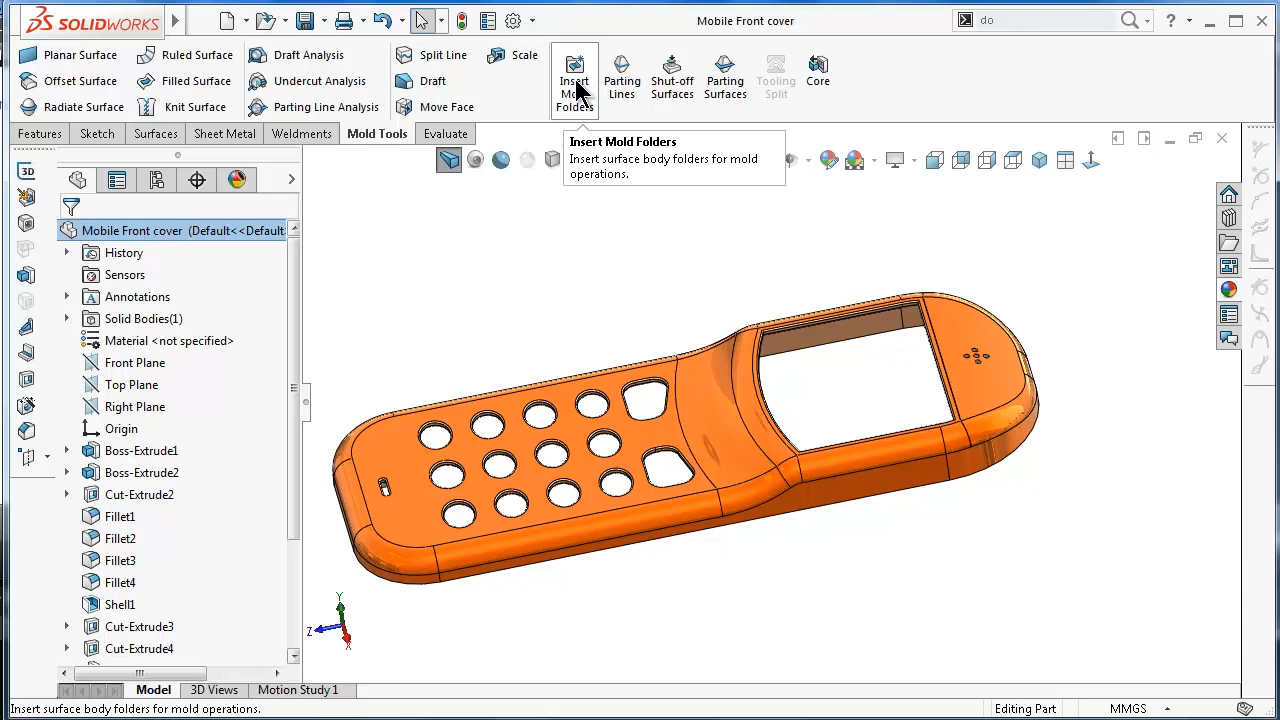 SOLIDWORKS
Mobile Front cover
do
Planar Surface
Ruled Surface
Draft Analysis
Split Line
Scale
Offset Surface
Filled Surface
Undercut Analysis
Draft
Radiate Surface
Knit Surface
Parting Line Analysis
Move Face
Insert
Folders
Parting
Lines
Shut-off
Surfaces
Parting
Surfaces
Tooling
Split
Core
Features
Sketch
Surfaces
Sheet Metal
Weldments
Mold Tools
Evaluate
Insert Mold Folders
Insert surface body folders for mold
operations.
3D
Mobile Front cover (Default<<Default
History
Sensors
Annotations
Solid Bodies(1)
Material <not specified>
Front Plane
Top Plane
Right Plane
Origin
Boss-Extrude1
Boss-Extrude2
Cut-Extrude2
Fillet1
Fillet2
Fillet3
Fillet4
Shell1
Cut-Extrude3
Cut-Extrude4
Y
Z
X
Model
3D Views
Motion Study 1
Insert surface body folders for mold operations.
Editing Part
MMGS